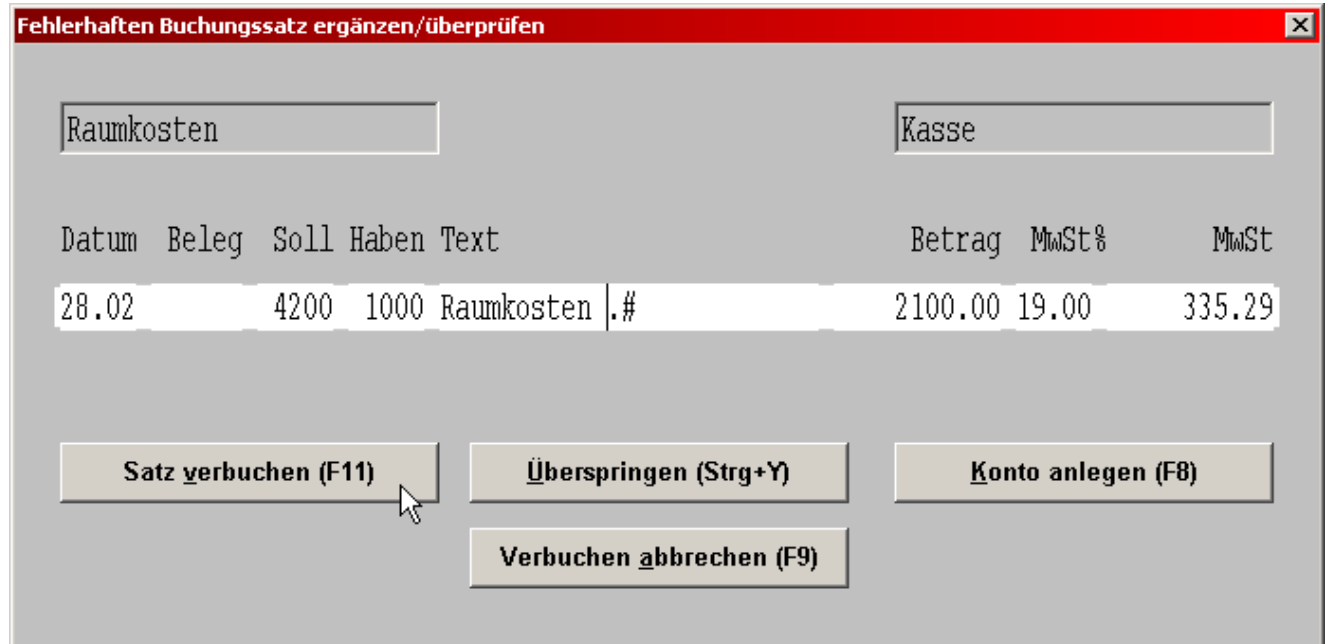 Fehlerhaften Buchungssatz ergänzen/überprüfen
Raumkosten Kasse
Datum Beleg Soll Haben Text Betrag MwSt% MwSt
28.02 4200 1000 Raumkosten .# 2100.00 19.00 335.29
Satz verbuchen (F11) Überspringen (Strg+Y) Konto anlegen (F8)
Verbuchen abbrechen (F9)